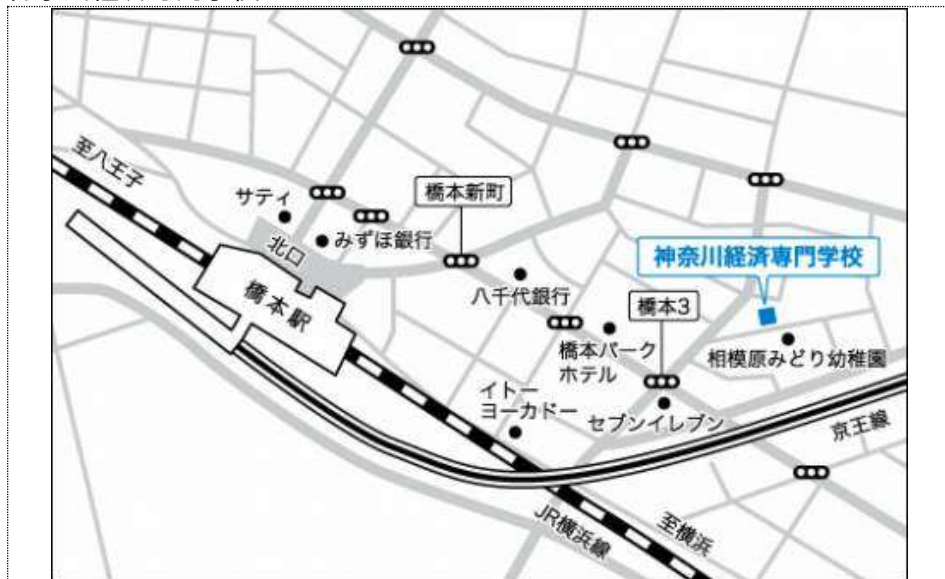 至八王子
サティ
橋本新町
みずほ銀行
北口
橋本駅
八千代銀行
神奈川経済専門学校
橋本3
橋本パーク
ホテル
相模原みどり幼稚園
イトー
ヨーカドー
セブンイレブン
京王線
JR横浜線
至横浜